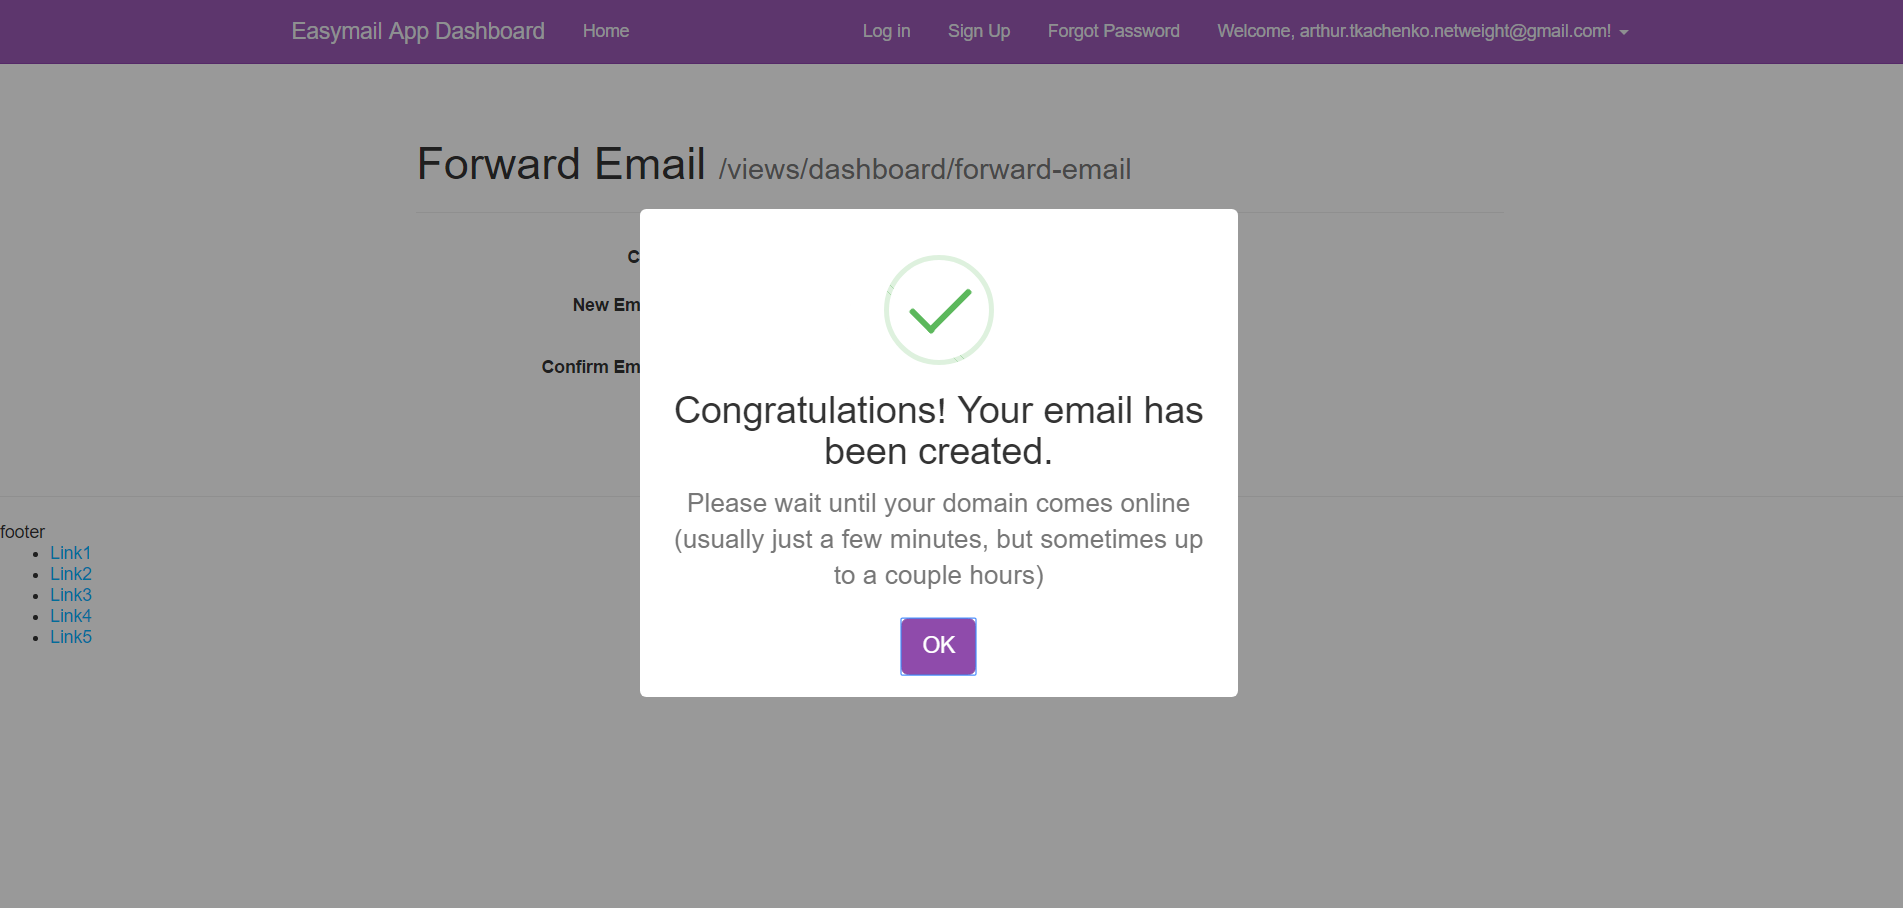 Easymail App Dashboard Home Log in Sign Up Forgot Password Welcome, arthur.tkachenko.netweight@gmail.com!
Forward Email /views/dashboard/forward-email
C
New Em
Confirm Em
Congratulations! Your email has
been created.
Please wait until your domain comes online
(usually just a few minutes, but sometimes up
to a couple hours)
OK
footer
Link1
Link2
Link3
Link4
Link5